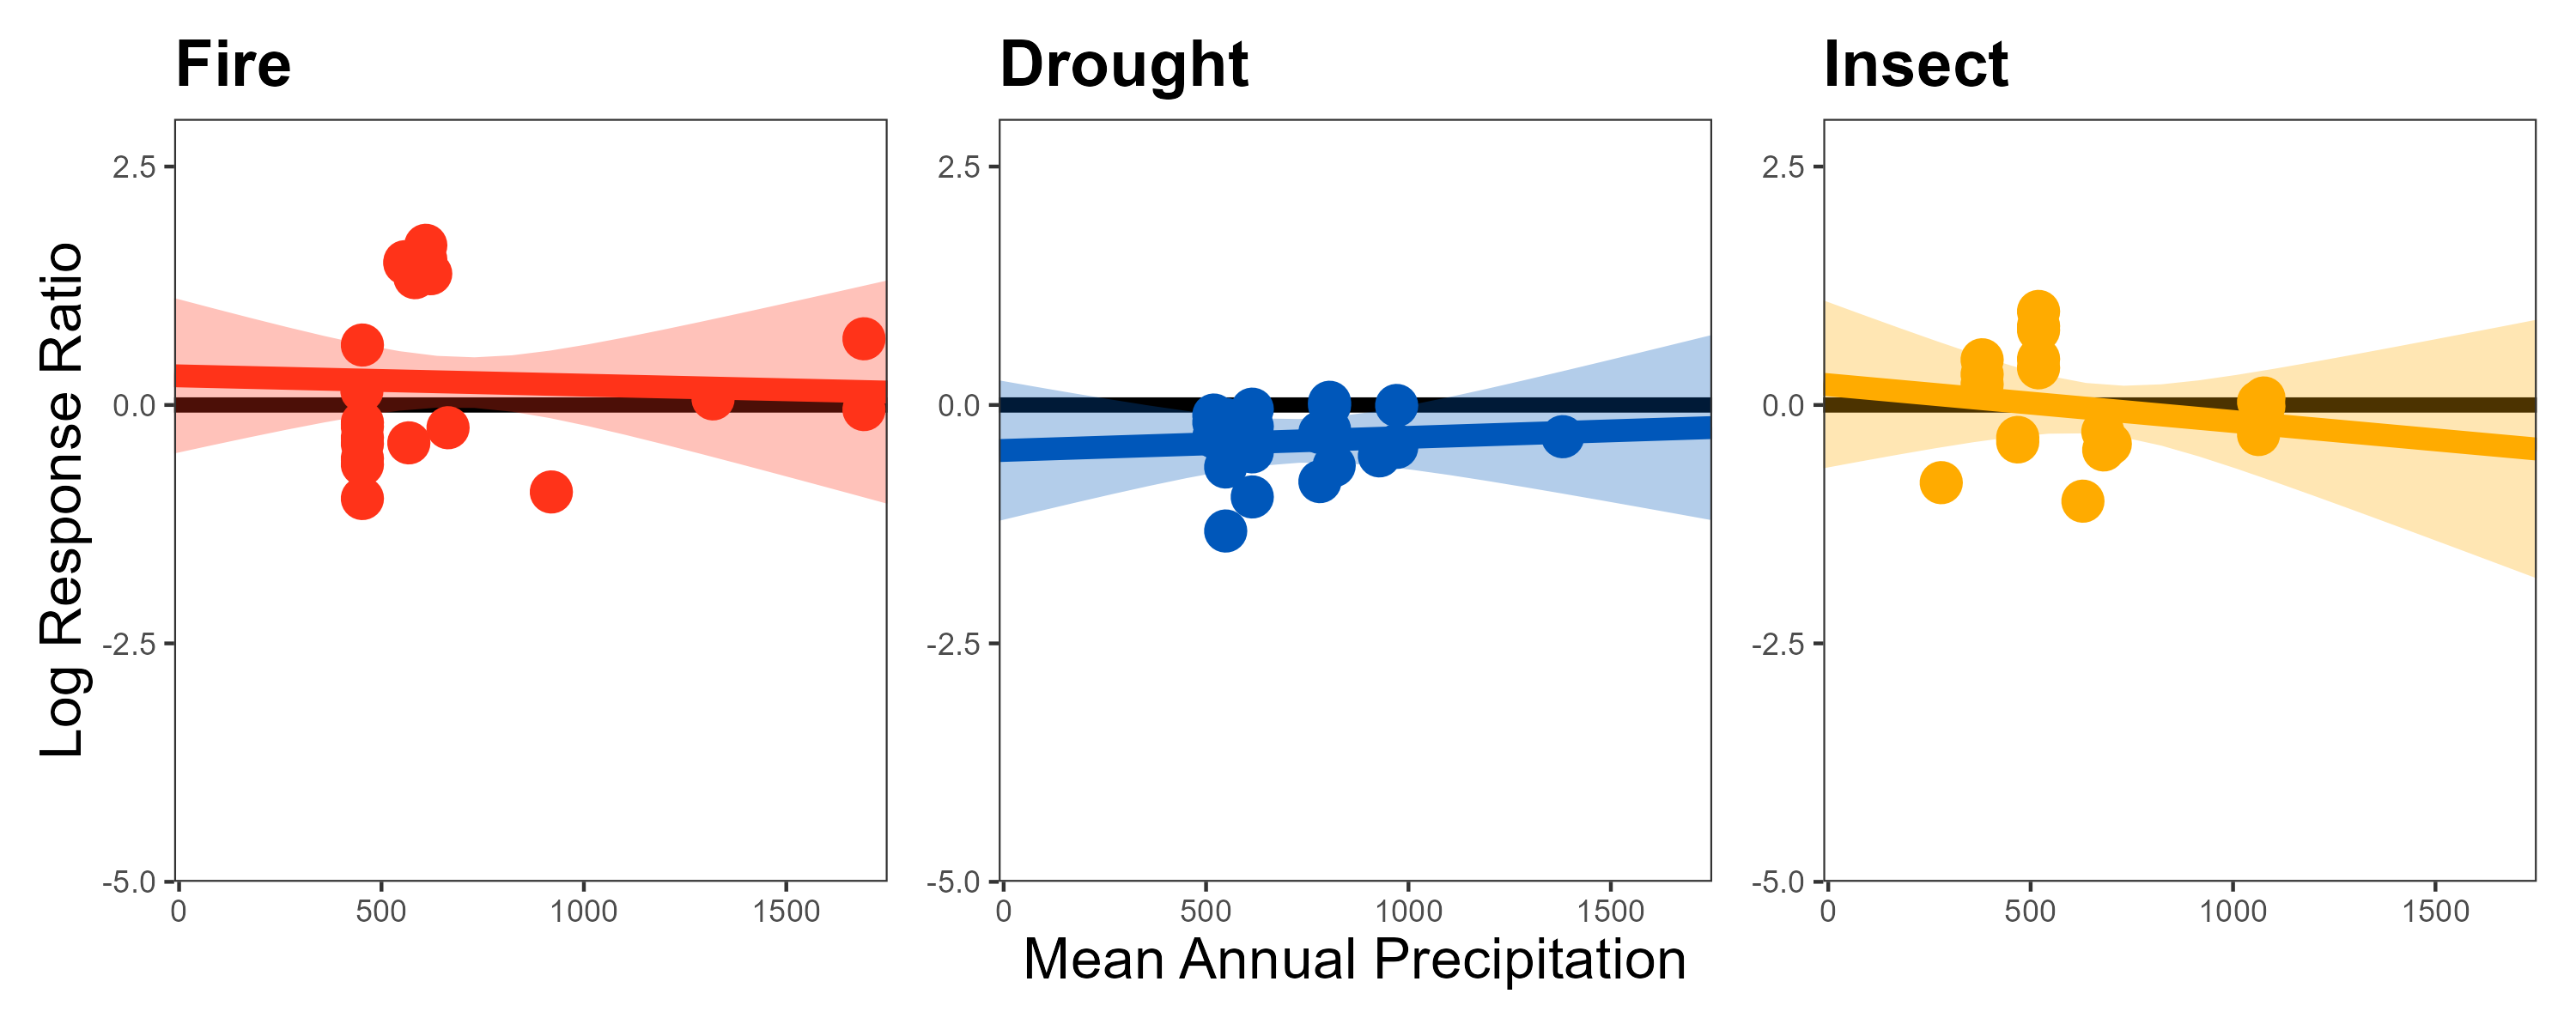 Fire Drought Insect
Log Response Ratio
2.5 2.5 2.5
0.0 0.0 0.0
-2.5 -2.5 -2.5
-5.0 -5.0 -5.0
0 500 1000 1500 0 500 1000 1500 0 500 1000 1500
Mean Annual Precipitation